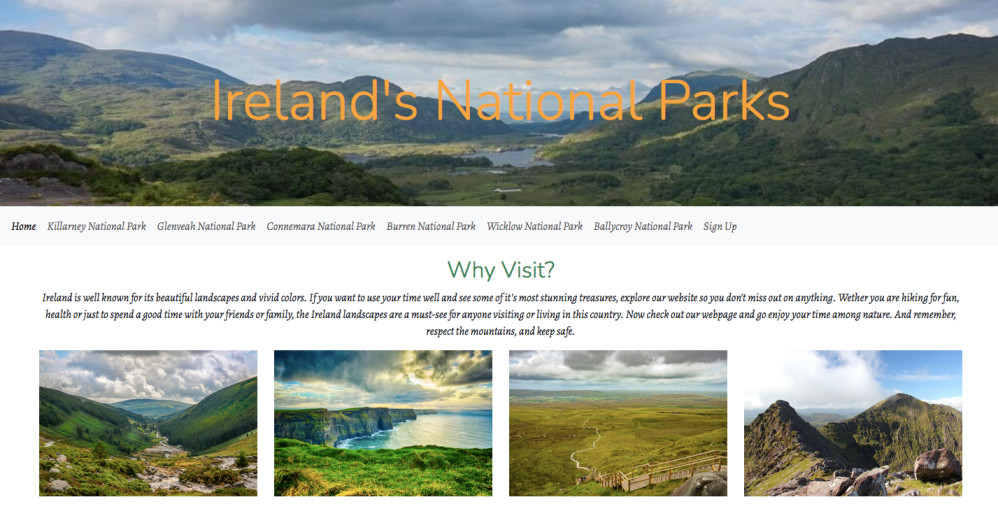 Ireland's National Parks
Home Killarney National Park Glenveah National Park Connemara National Park Burren National Park Wicklow National Park Ballycroy National Park Sign Up
Why Visit?
Ireland is well known for its beautiful landscapes and vivid colors. If you want to use your time well and see some of it's most stunning treasures, explore our website so you don't miss out on anything. Wether you are hiking for fun,
health or just to spend a good time with your friends or family, the Ireland landscapes are a must-see for anyone visiting or living in this country. Now check out our webpage and go enjoy your time among nature. And remember,
respect the mountains, and keep safe.